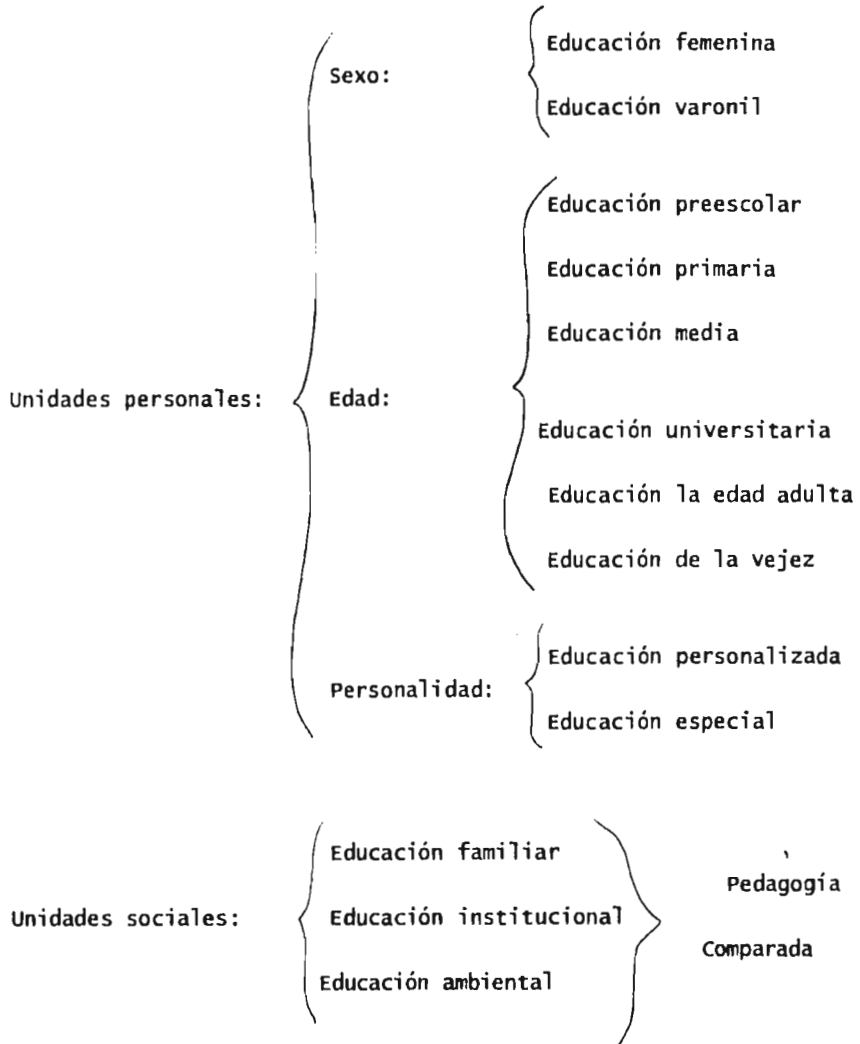 Sexo:
Educación femenina
Educación varonil
Unidades personales:
Edad:
Educación preescolar
Educación primaria
Educación media
Educación universitaria
Educación la edad adulta
Educación de la vejez
Personalidad:
Educación personalizada
Educación especial
Unidades sociales:
Educación familiar
Educación institucional
Educación ambiental
Pedagogía
Comparada